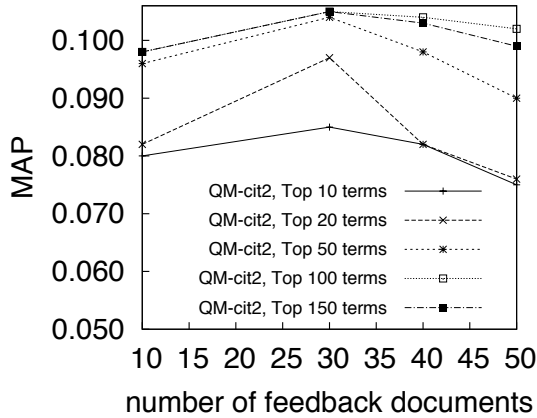 0.100
0.090
0.080
0.070
0.060
0.050
MAP
QM-cit2, Top 10 terms
QM-cit2, Top 20 terms
QM-cit2, Top 50 terms
QM-cit2, Top 100 terms
QM-cit2, Top 150 terms
10 15 20 25 30 35 40 45 50
number of feedback documents